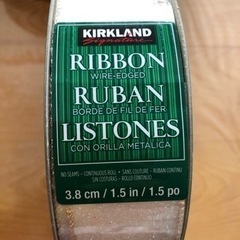 KIRKLAND
Signature
RIBBON
WIRE-EDGED
RUBAN
BORDE DE FIL DE FER
LISTONES
CON ORILLA METALICA
NO SEAMS - CONTINUOUS ROLL • SANS COUTURE - RUBAN CONTINU
SIN COSTURAS - ROLLO CONTINUO
3.8 cm / 1.5 in / 1.5 po